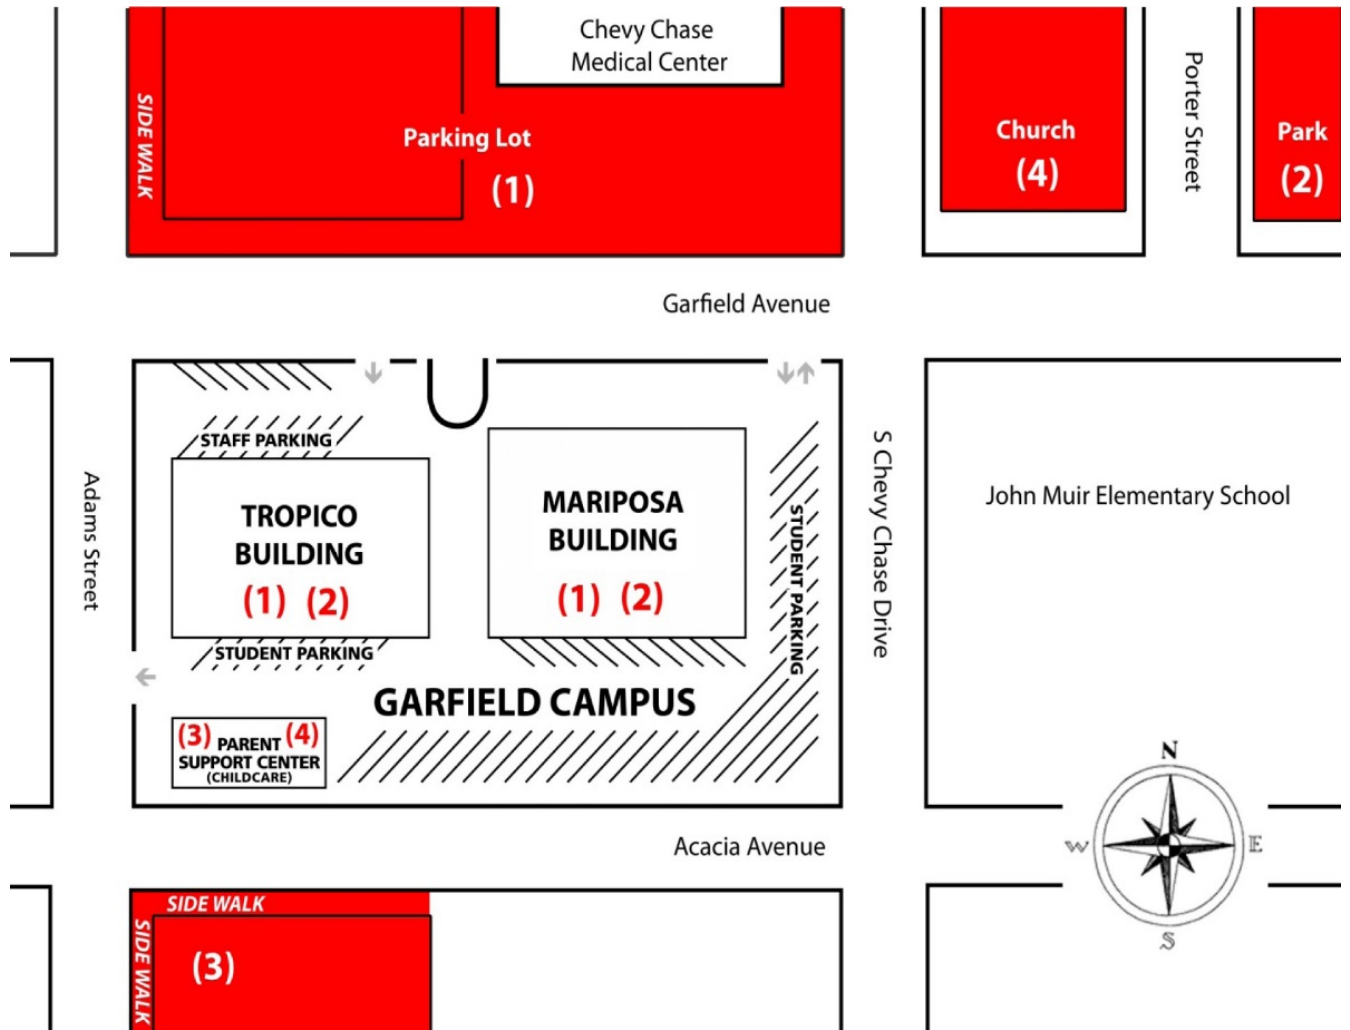 Chevy Chase
Medical Center
SIDE WALK
Parking Lot
(1)
Church
(4)
Porter Street
Park
(2)
Garfield Avenue
STAFF PARKING
TROPICO
BUILDING
(1) (2)
STUDENT PARKING
MARIPOSA
BUILDING
(1) (2)
STUDENT PARKING
Adams Street
S Chevy Chase Drive
John Muir Elementary School
GARFIELD CAMPUS
(3) PARENT (4)
SUPPORT CENTER
(CHILDCARE)
N
W
E
S
Acacia Avenue
SIDE WALK
SIDE WALK
(3)